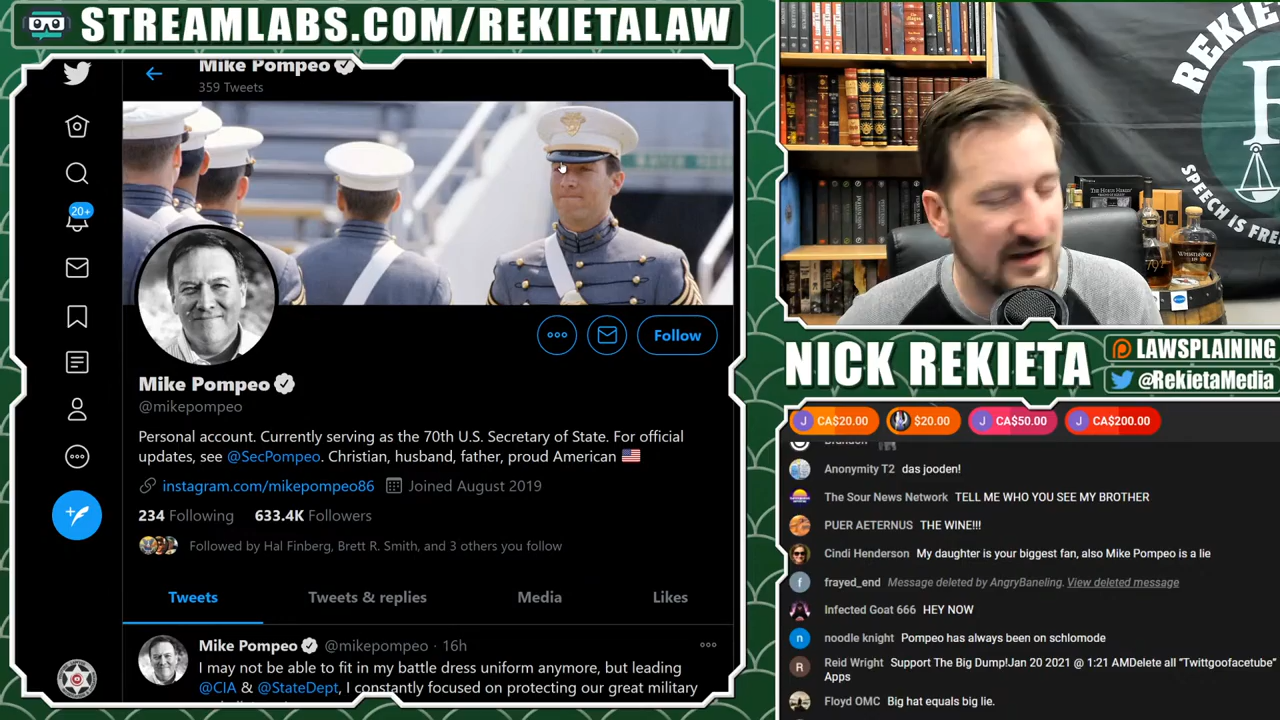 STREAMLABS.COM/REKIETALAW
Mike Pompeo
359 Tweets
20+
Follow
Mike Pompeo
@mikepompeo
Personal account. Currently serving as the 70th U.S. Secretary of State. For official
updates, see @SecPompeo. Christian, husband, father, proud American 🇺🇸
instagram.com/mikepompeo86 Joined August 2019
234 Following 633.4K Followers
Followed by Hal Finberg, Brett R. Smith, and 3 others you follow
Tweets Tweets & replies Media Likes
Mike Pompeo @mikepompeo · 16h
I may not be able to fit in my battle dress uniform anymore, but leading
@CIA & @StateDept, I constantly focused on protecting our great military
REKIE
SPEECH IS FRE
NICK REKIETA
LAWSPLAINING
@RekietaMedia
CA$20.00 $20.00 CA$50.00 CA$200.00
Brandon
Anonymity T2 das jooden!
The Sour News Network TELL ME WHO YOU SEE MY BROTHER
PUER AETERNUS THE WINE!!!
Cindi Henderson My daughter is your biggest fan, also Mike Pompeo is a lie
frayed_end Message deleted by AngryBaneling. View deleted message
Infected Goat 666 HEY NOW
noodle knight Pompeo has always been on schlomode
Reid Wright Support The Big Dump!Jan 20 2021 @ 1:21 AMDelete all "Twittgoofacetube"
Apps
Floyd OMC Big hat equals big lie.